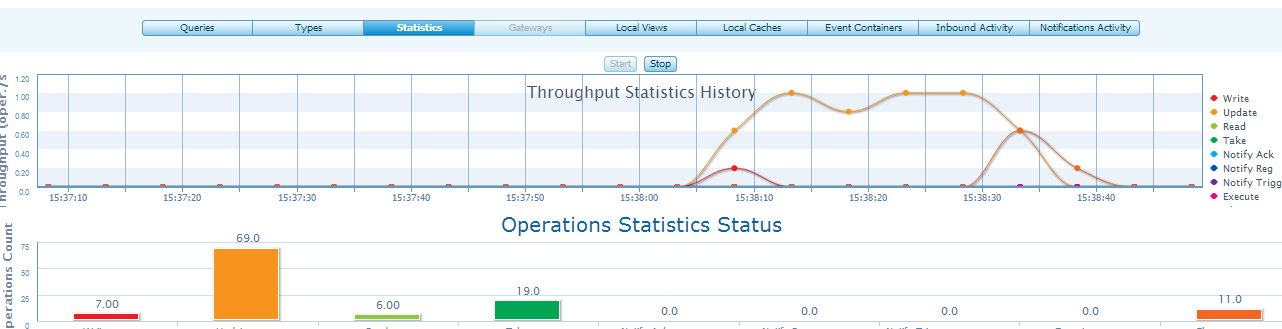 Queries Types Statistics Gateways Local Views Local Caches Event Containers Inbound Activity Notifications Activity
Start Stop
Throughput Statistics History
Throughput (oper./s
1.20
1.00
0.80
0.60
0.40
0.20
0.0
15:37:10 15:37:20 15:37:30 15:37:40 15:37:50 15:38:00 15:38:10 15:38:20 15:38:30 15:38:40
Write
Update
Read
Take
Notify Ack
Notify Reg
Notify Trigg
Execute
Operations Statistics Status
perations Count
75
50
25
0
7.00 69.0 6.00 19.0 0.0 0.0 0.0 0.0 11.0